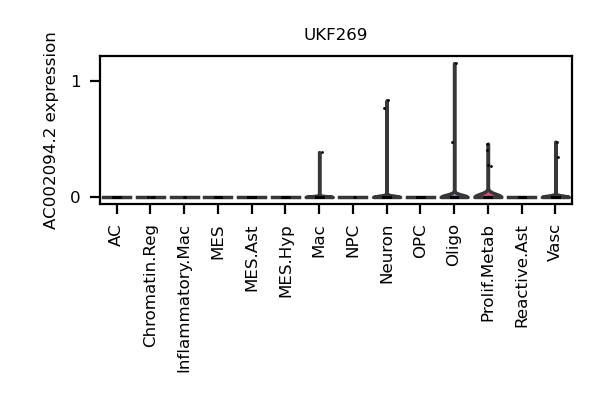 UKF269
AC002094.2 expression
1
0
AC
Chromatin.Reg
Inflammatory.Mac
MES
MES.Ast
MES.Hyp
Mac
NPC
Neuron
OPC
Oligo
Prolif.Metab
Reactive.Ast
Vasc